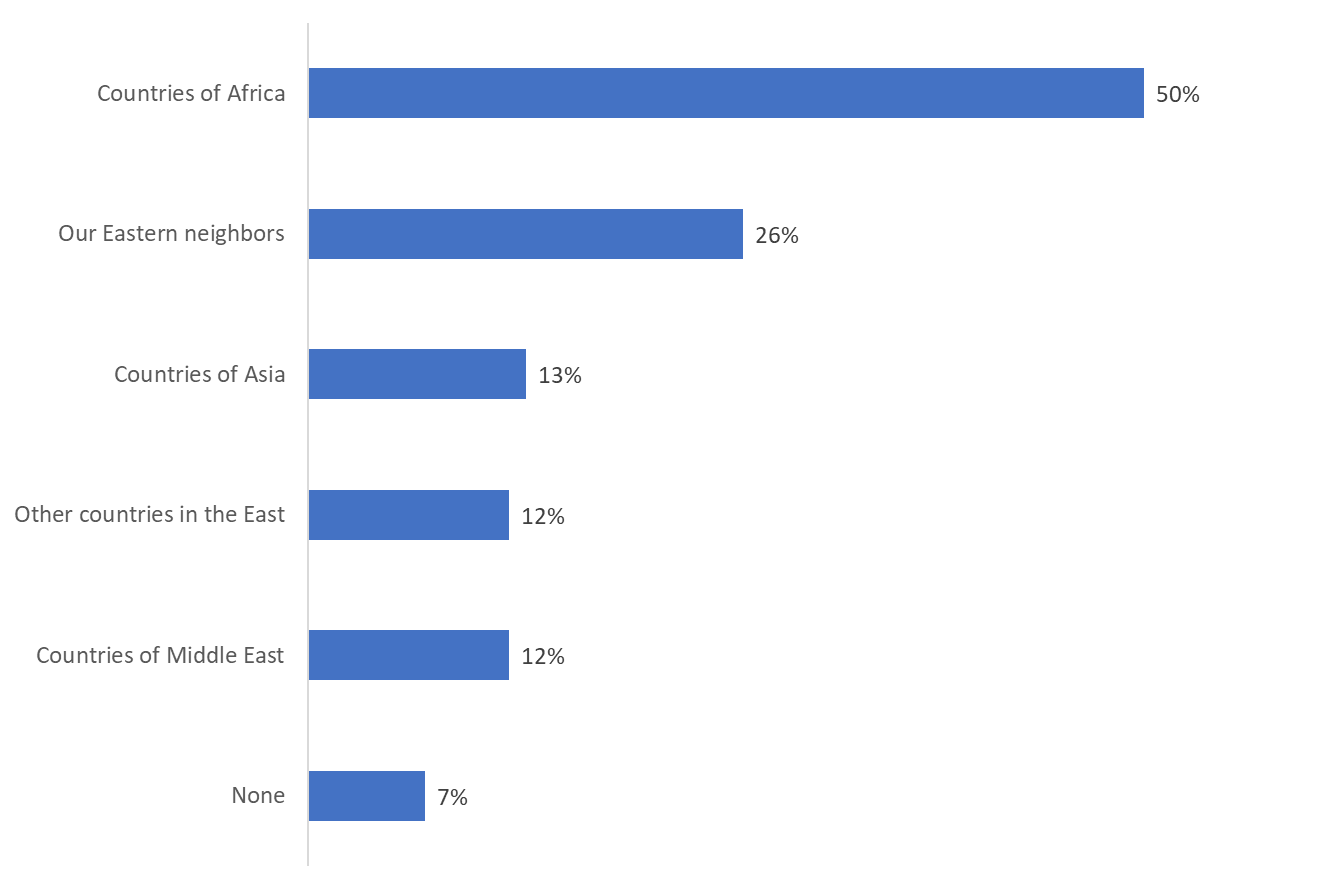 Countries of Africa 50%
Our Eastern neighbors 26%
Countries of Asia 13%
Other countries in the East 12%
Countries of Middle East 12%
None 7%